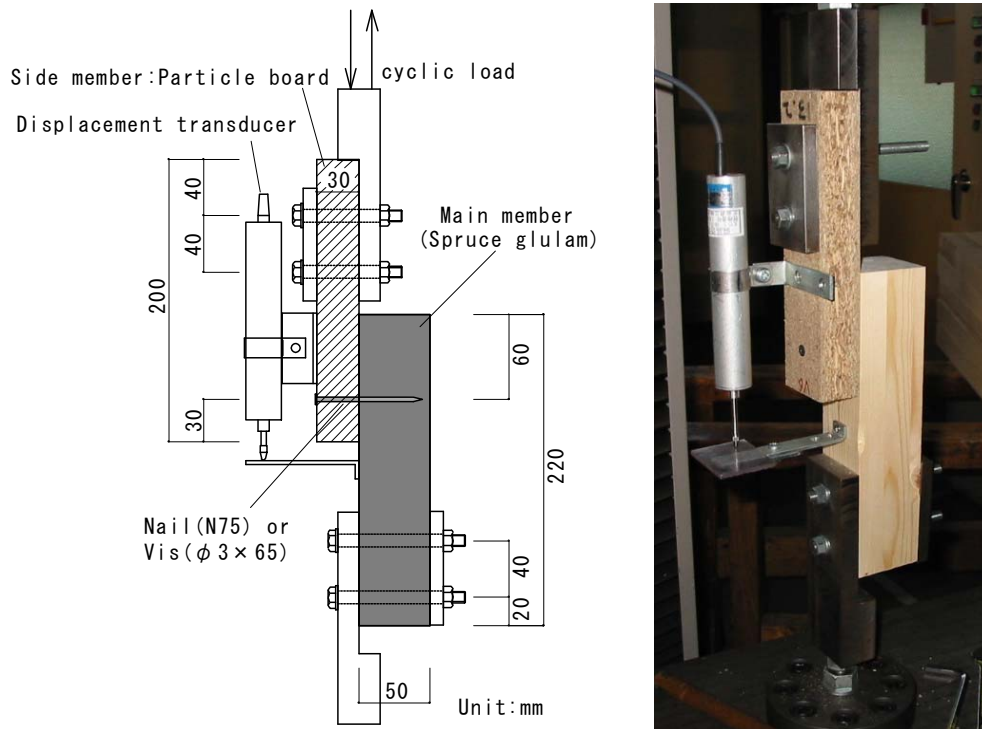 cyclic load
Side member:Particle board
Displacement transducer
30
40
40
200
30
Main member
(Spruce glulam)
60
220
Nail(N75) or
Vis(φ3×65)
40
20
50
Unit:mm